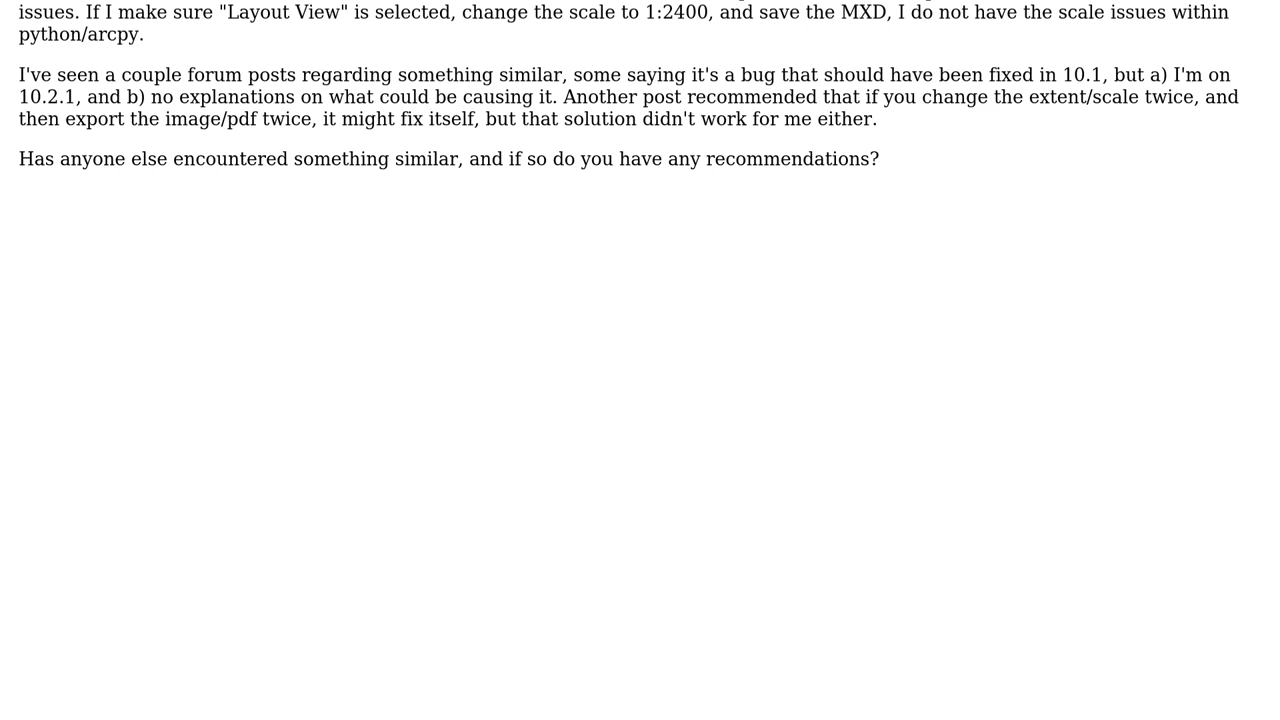 issues. If I make sure "Layout View" is selected, change the scale to 1:2400, and save the MXD, I do not have the scale issues within
python/arcpy.
I've seen a couple forum posts regarding something similar, some saying it's a bug that should have been fixed in 10.1, but a) I'm on
10.2.1, and b) no explanations on what could be causing it. Another post recommended that if you change the extent/scale twice, and
then export the image/pdf twice, it might fix itself, but that solution didn't work for me either.
Has anyone else encountered something similar, and if so do you have any recommendations?